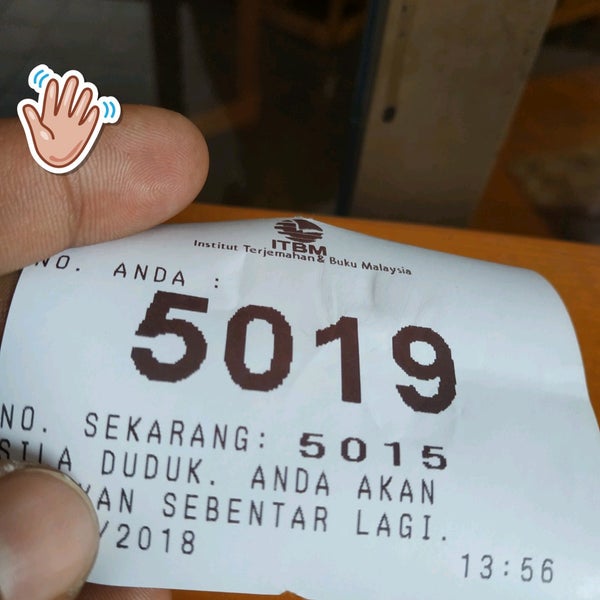 ITBM
Institut Terjemahan & Buku Malaysia
NO. ANDA :
5019
NO. SEKARANG: 5015
SILA DUDUK. ANDA AKAN
SEBENTAR LAGI.
/2018 13:56